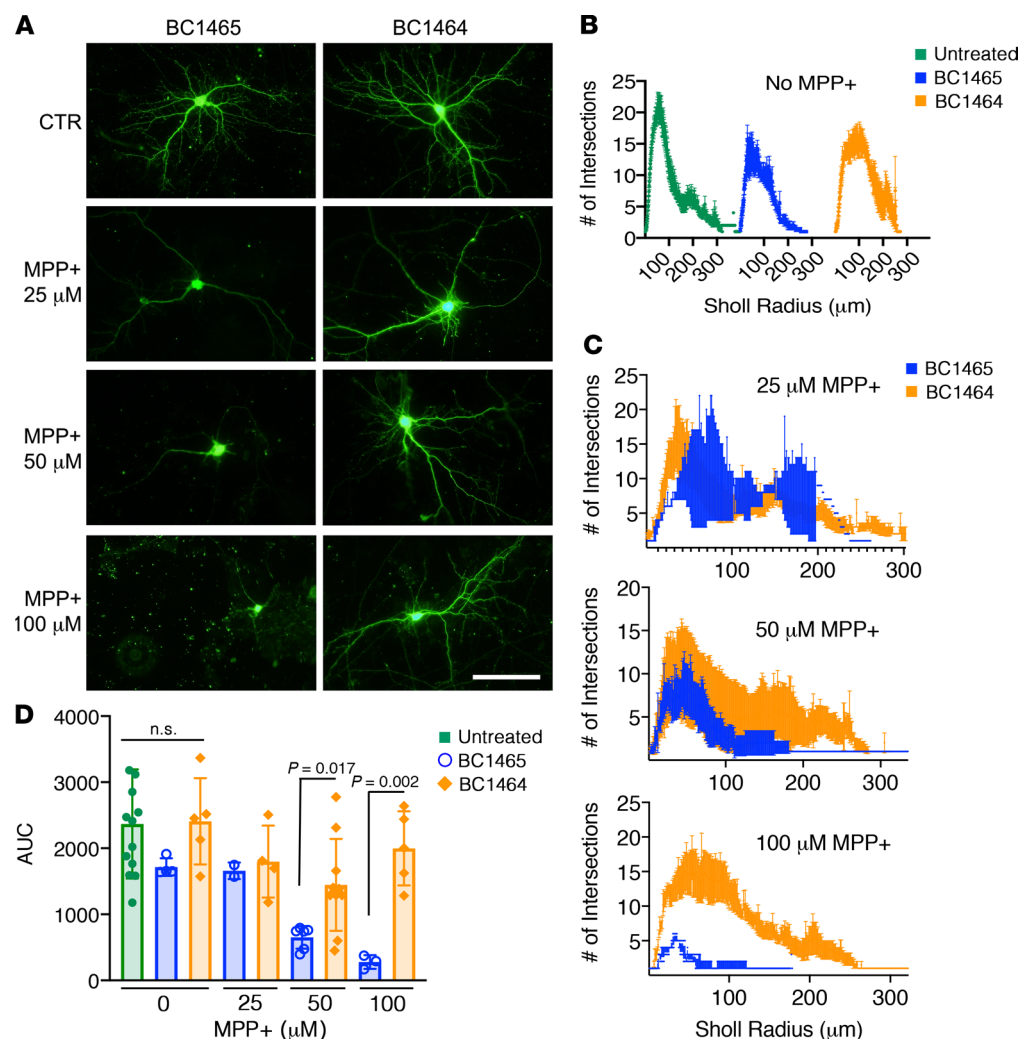 A
BC1465 BC1464
CTR
MPP+
25 μM
MPP+
50 μM
MPP+
100 μM
B
Untreated
BC1465
BC1464
No MPP+
# of Intersections
25
20
15
10
5
0
100 200 300 100 200 300 100 200 300
Sholl Radius (μm)
C
BC1465
BC1464
25 μM MPP+
# of Intersections
25
20
15
10
5
0 100 200 300
50 μM MPP+
# of Intersections
20
15
10
5
100 200 300
100 μM MPP+
# of Intersections
25
20
15
10
5
100 200 300
Sholl Radius (μm)
D
Untreated
BC1465
BC1464
n.s.
P = 0.017
P = 0.002
AUC
4000
3000
2000
1000
0
0 25 50 100
MPP+ (μM)